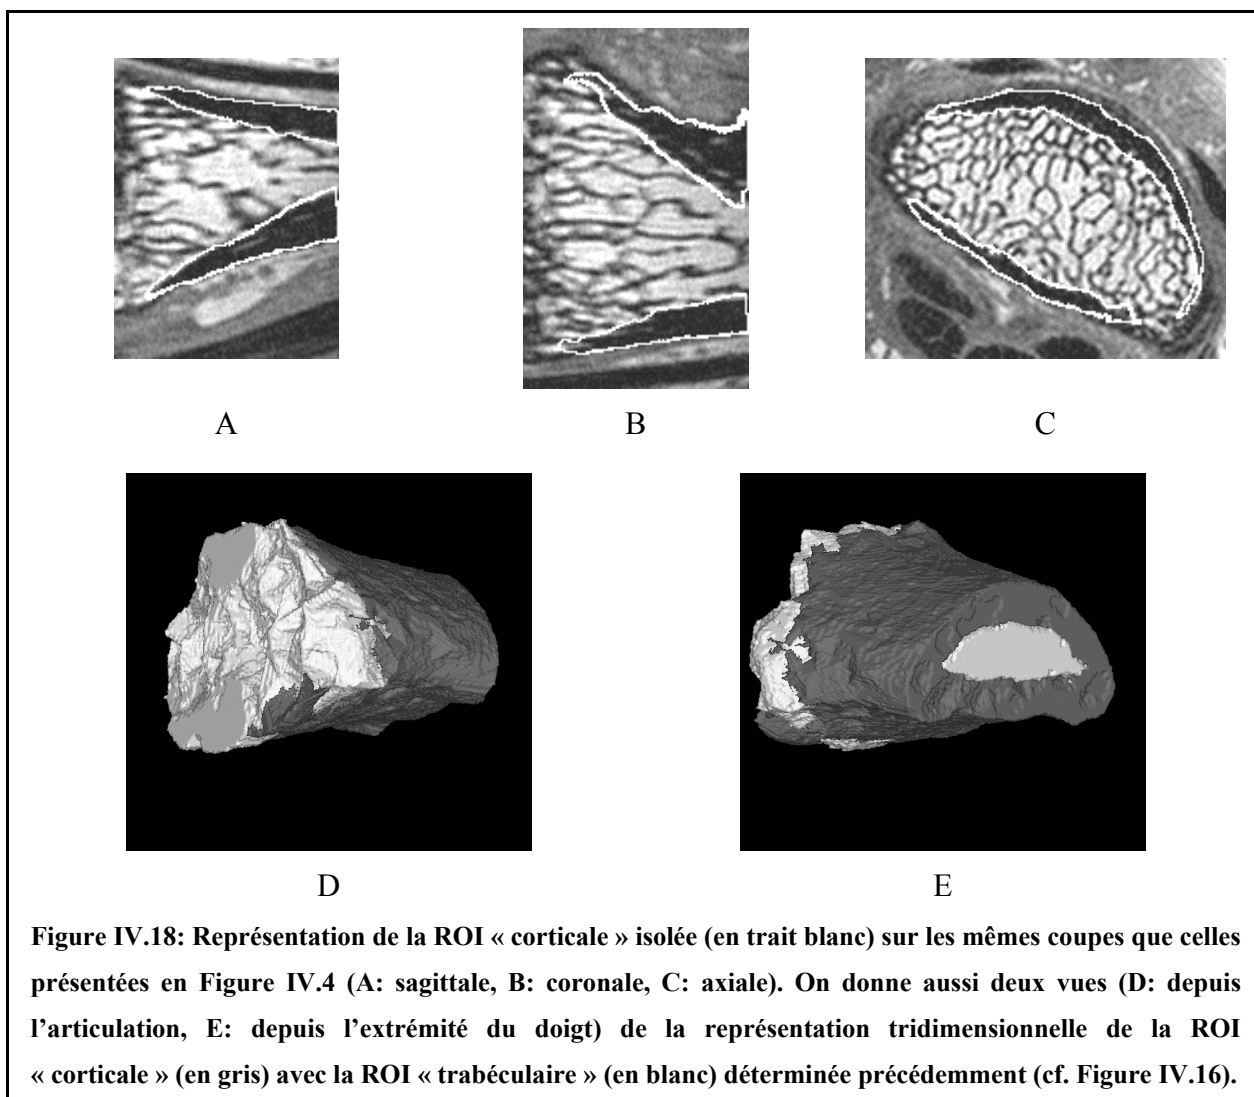 A
B
C
D
E
Figure IV.18: Représentation de la ROI « corticale » isolée (en trait blanc) sur les mêmes coupes que celles
présentées en Figure IV.4 (A: sagittale, B: coronale, C: axiale). On donne aussi deux vues (D: depuis
l’articulation, E: depuis l’extrémité du doigt) de la représentation tridimensionnelle de la ROI
« corticale » (en gris) avec la ROI « trabéculaire » (en blanc) déterminée précédemment (cf. Figure IV.16).